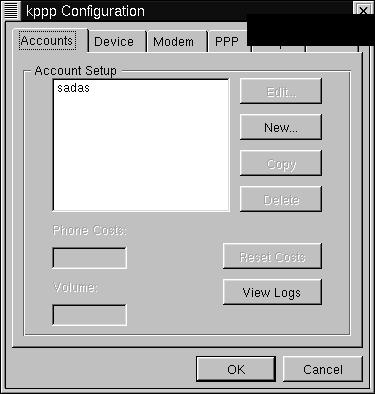 kppp Configuration
Accounts Device Modem PPP
Account Setup
sadas
Edit...
New...
Copy
Delete
Phone Costs:
Reset Costs
Volume:
View Logs
OK Cancel